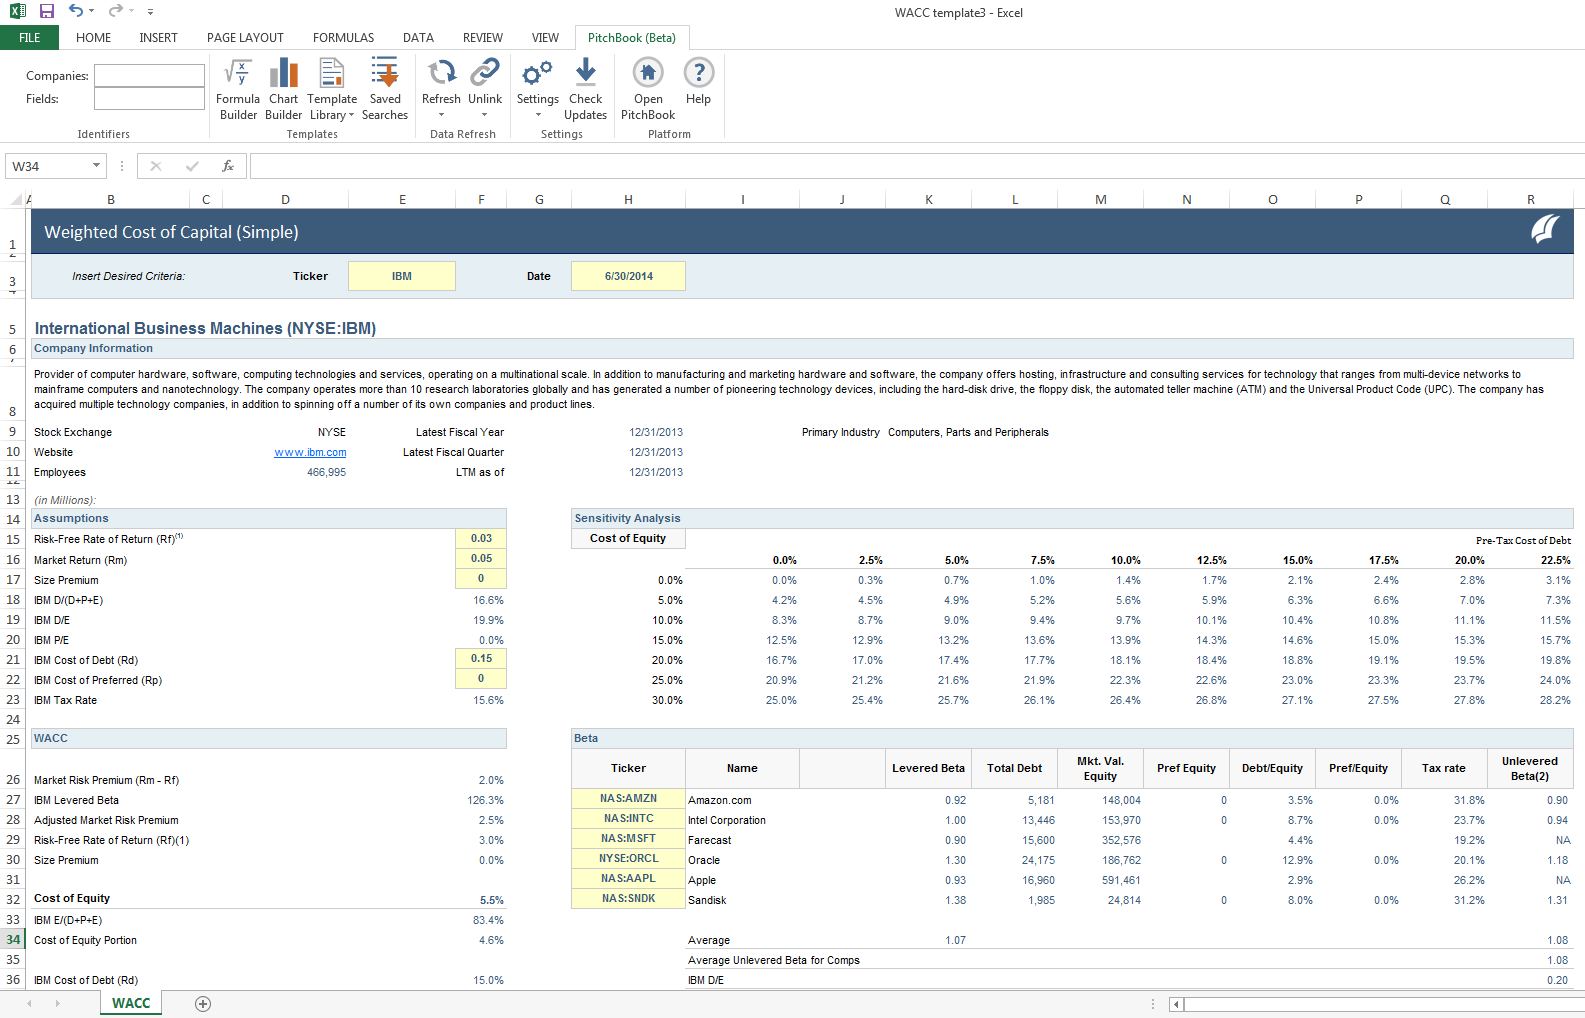 WACC template3 - Excel
FILE HOME INSERT PAGE LAYOUT FORMULAS DATA REVIEW VIEW PitchBook (Beta)
Companies:
Fields:
Identifiers
Formula Builder
Chart Builder
Template Library
Saved Searches
Templates
Refresh
Unlink
Data Refresh
Settings
Check Updates
Settings
Open PitchBook
Help
Platform
W34
fx
A B C D E F G H I J K L M N O P Q R
1 Weighted Cost of Capital (Simple)
2
3 Insert Desired Criteria: Ticker IBM Date 6/30/2014
4
5 International Business Machines (NYSE:IBM)
6 Company Information
7
Provider of computer hardware, software, computing technologies and services, operating on a multinational scale. In addition to manufacturing and marketing hardware and software, the company offers hosting, infrastructure and consulting services for technology that ranges from multi-device networks to
mainframe computers and nanotechnology. The company operates more than 10 research laboratories globally and has generated a number of pioneering technology devices, including the hard-disk drive, the floppy disk, the automated teller machine (ATM) and the Universal Product Code (UPC). The company has
8 acquired multiple technology companies, in addition to spinning off a number of its own companies and product lines.
9 Stock Exchange NYSE Latest Fiscal Year 12/31/2013 Primary Industry Computers, Parts and Peripherals
10 Website www.ibm.com Latest Fiscal Quarter 12/31/2013
11 Employees 466,995 LTM as of 12/31/2013
12
13 (in Millions):
14 Assumptions Sensitivity Analysis
15 Risk-Free Rate of Return (Rf)(1) 0.03 Cost of Equity Pre-Tax Cost of Debt
16 Market Return (Rm) 0.05 0.0% 2.5% 5.0% 7.5% 10.0% 12.5% 15.0% 17.5% 20.0% 22.5%
17 Size Premium 0 0.0% 0.0% 0.3% 0.7% 1.0% 1.4% 1.7% 2.1% 2.4% 2.8% 3.1%
18 IBM D/(D+P+E) 16.6% 5.0% 4.2% 4.5% 4.9% 5.2% 5.6% 5.9% 6.3% 6.6% 7.0% 7.3%
19 IBM D/E 19.9% 10.0% 8.3% 8.7% 9.0% 9.4% 9.7% 10.1% 10.4% 10.8% 11.1% 11.5%
20 IBM P/E 0.0% 15.0% 12.5% 12.9% 13.2% 13.6% 13.9% 14.3% 14.6% 15.0% 15.3% 15.7%
21 IBM Cost of Debt (Rd) 0.15 20.0% 16.7% 17.0% 17.4% 17.7% 18.1% 18.4% 18.8% 19.1% 19.5% 19.8%
22 IBM Cost of Preferred (Rp) 0 25.0% 20.9% 21.2% 21.6% 21.9% 22.3% 22.6% 23.0% 23.3% 23.7% 24.0%
23 IBM Tax Rate 15.6% 30.0% 25.0% 25.4% 25.7% 26.1% 26.4% 26.8% 27.1% 27.5% 27.8% 28.2%
24
25 WACC Beta
Ticker Name Levered Beta Total Debt Mkt. Val. Equity Pref Equity Debt/Equity Pref/Equity Tax rate Unlevered Beta(2)
26 Market Risk Premium (Rm - Rf) 2.0%
27 IBM Levered Beta 126.3% NAS:AMZN Amazon.com 0.92 5,181 148,004 0 3.5% 0.0% 31.8% 0.90
28 Adjusted Market Risk Premium 2.5% NAS:INTC Intel Corporation 1.00 13,446 153,970 0 8.7% 0.0% 23.7% 0.94
29 Risk-Free Rate of Return (Rf)(1) 3.0% NAS:MSFT Farecast 0.90 15,600 352,576 4.4% 19.2% NA
30 Size Premium 0.0% NYSE:ORCL Oracle 1.30 24,175 186,762 0 12.9% 0.0% 20.1% 1.18
31 NAS:AAPL Apple 0.93 16,960 591,461 2.9% 26.2% NA
32 Cost of Equity 5.5% NAS:SNDK Sandisk 1.38 1,985 24,814 0 8.0% 0.0% 31.2% 1.31
33 IBM E/(D+P+E) 83.4%
34 Cost of Equity Portion 4.6% Average 1.07 1.08
35 Average Unlevered Beta for Comps 1.08
36 IBM Cost of Debt (Rd) 15.0% IBM D/E 0.20
WACC